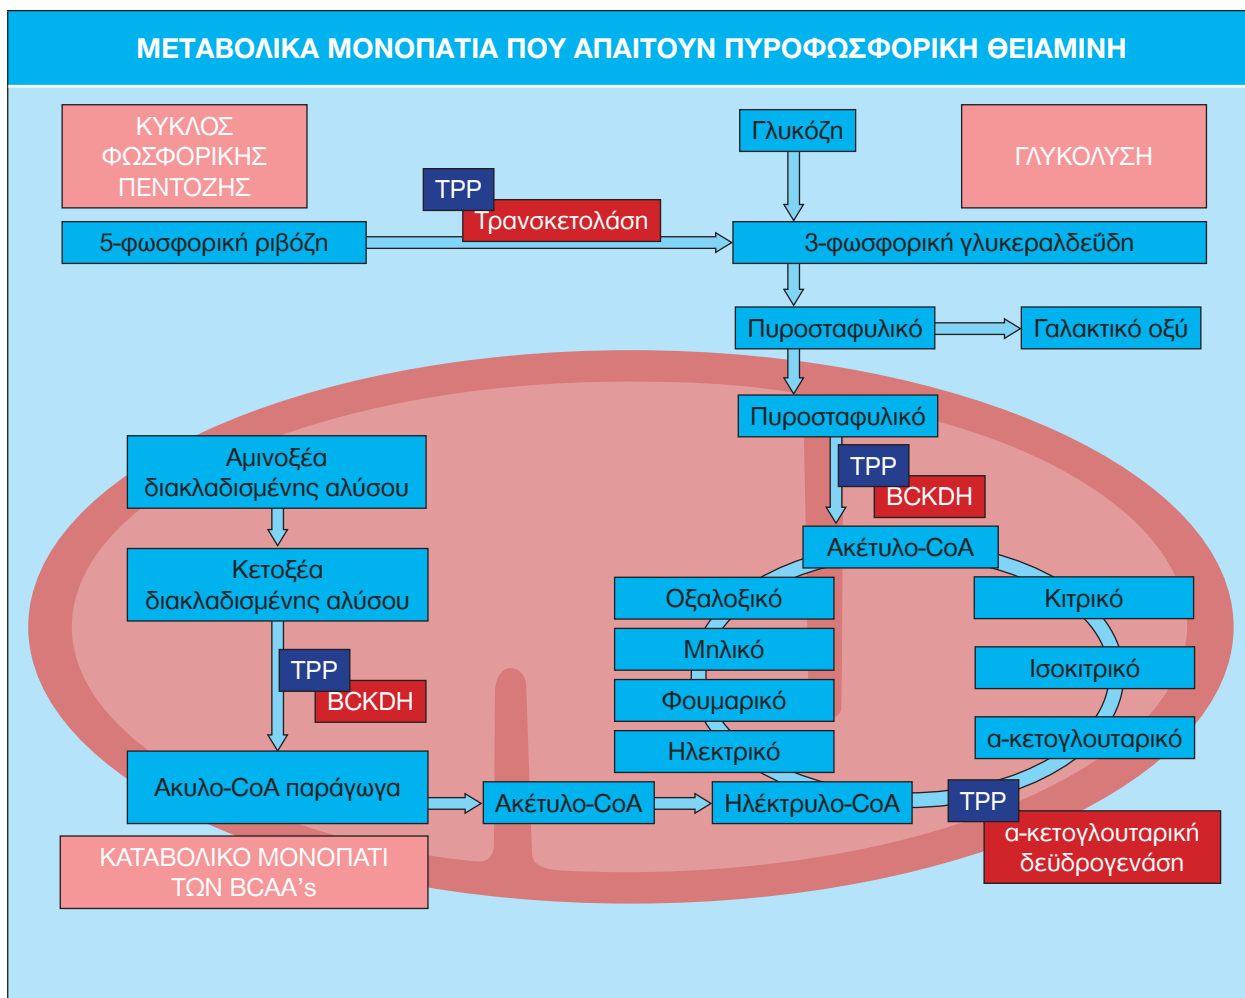 ΜΕΤΑΒΟΛΙΚΑ ΜΟΝΟΠΑΤΙΑ ΠΟΥ ΑΠΑΙΤΟΥΝ ΠΥΡΟΦΩΣΦΟΡΙΚΗ ΘΕΙΑΜΙΝΗ
ΚΥΚΛΟΣ
ΦΩΣΦΟΡΙΚΗΣ
ΠΕΝΤΟΖΗΣ
Γλυκόζη
ΓΛΥΚΟΛΥΣΗ
TPP
Τρανσκετολάση
5-φωσφορική ριβόζη
3-φωσφορική γλυκεραλδεΰδη
Πυροσταφυλικό
Γαλακτικό οξύ
Πυροσταφυλικό
TPP
BCKDH
Ακέτυλο-CoA
Αμινοξέα
διακλαδισμένης αλύσου
Κετοξέα
διακλαδισμένης αλύσου
TPP
BCKDH
Ακυλο-CoA παράγωγα
Οξαλοξικό
Μηλικό
Φουμαρικό
Ηλεκτρικό
Κιτρικό
Ισοκιτρικό
α-κετογλουταρικό
Ακέτυλο-CoA
Ηλέκτρυλο-CoA
TPP
α-κετογλουταρική
δεϋδρογενάση
ΚΑΤΑΒΟΛΙΚΟ ΜΟΝΟΠΑΤΙ
ΤΩΝ BCAA’s